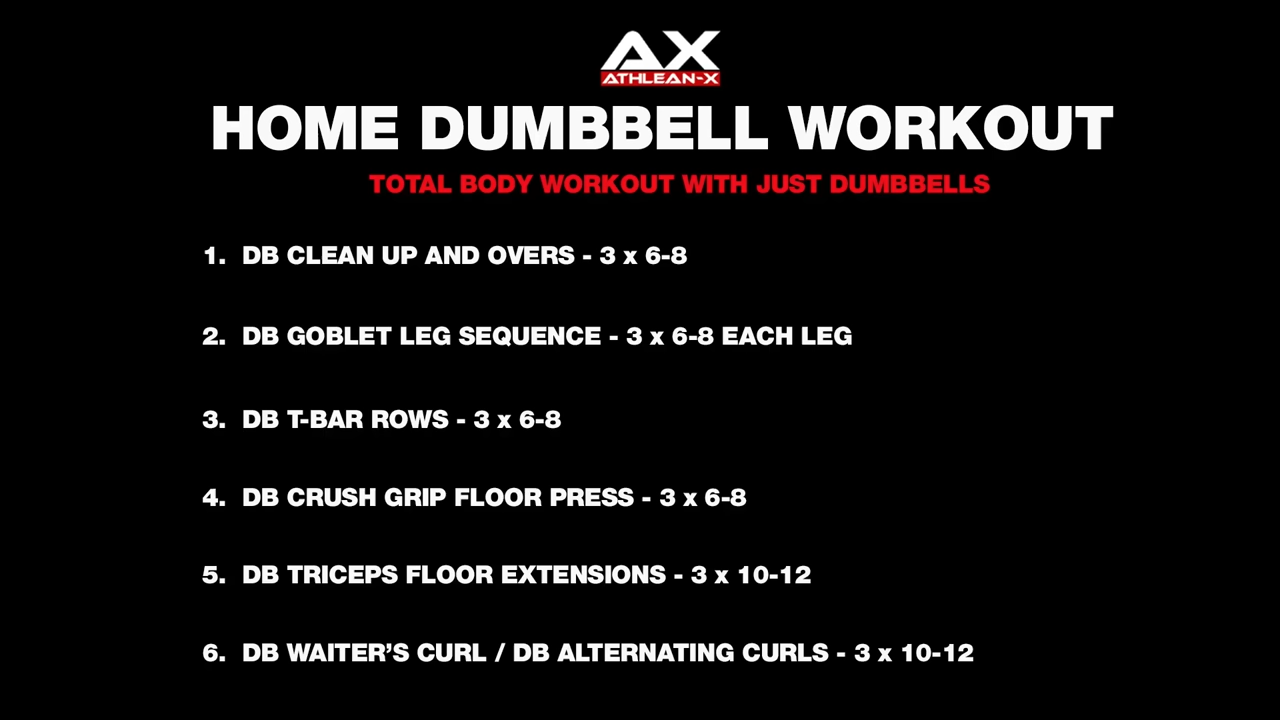 AX
ATHLEAN-X
HOME DUMBBELL WORKOUT
TOTAL BODY WORKOUT WITH JUST DUMBBELLS
1. DB CLEAN UP AND OVERS - 3 x 6-8
2. DB GOBLET LEG SEQUENCE - 3 x 6-8 EACH LEG
3. DB T-BAR ROWS - 3 x 6-8
4. DB CRUSH GRIP FLOOR PRESS - 3 x 6-8
5. DB TRICEPS FLOOR EXTENSIONS - 3 x 10-12
6. DB WAITER’S CURL / DB ALTERNATING CURLS - 3 x 10-12